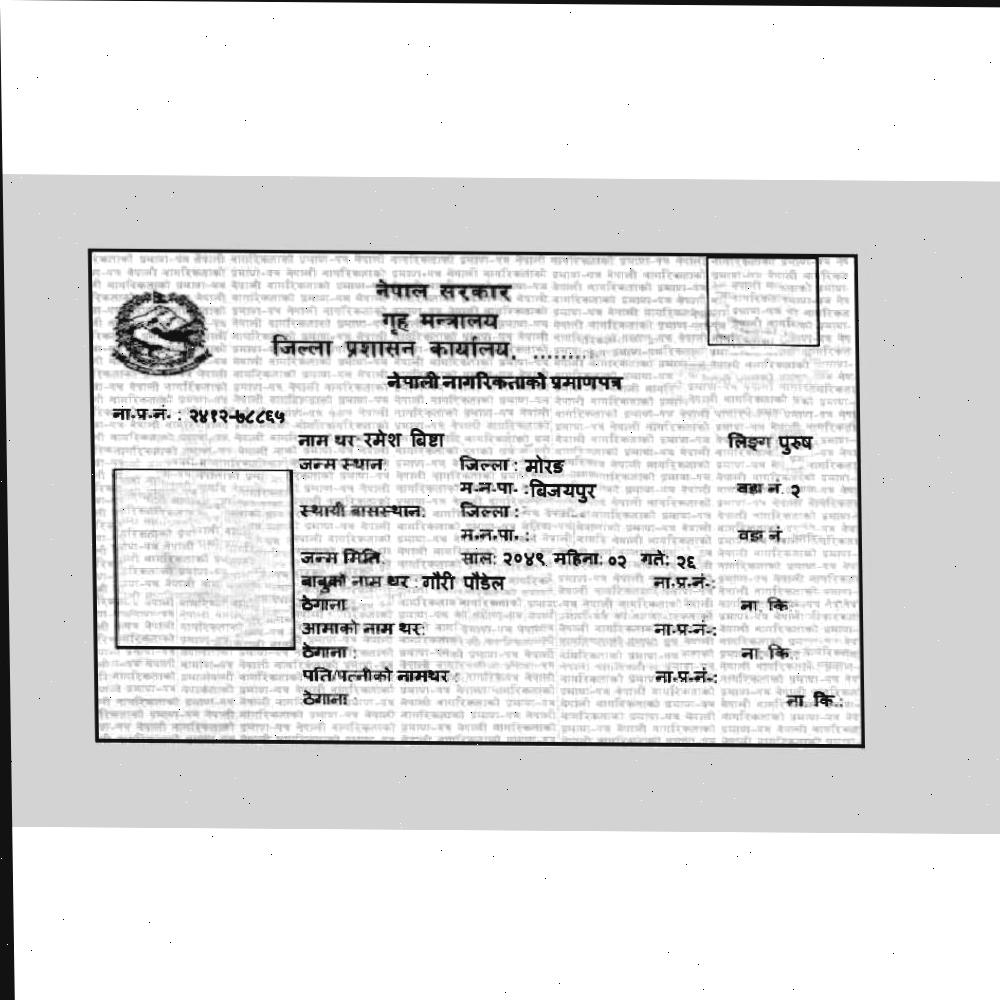 नेपाल सरकार
गृह मन्त्रालय
जिल्ला प्रशासन कार्यालय, .........
नेपाली नागरिकताको प्रमाणपत्र
ना.प्र.नं. : २४१२-७८८६५
नाम थर: रमेश बिष्टा लिङ्ग पुरुष
जन्म स्थान: जिल्ला : मोरङ
म.न.पा. :बिजयपुर वडा नं. २
स्थायी बासस्थान: जिल्ला :
म.न.पा. : वडा नं.
जन्म मिति: साल: २०४९ महिना: ०२ गते: २६
बाबुको नाम थर : गौरी पौडेल ना.प्र.नं.:
ठेगाना : ना. कि.:
आमाको नाम थर: ना.प्र.नं.:
ठेगाना : ना. कि.:
पति/पत्नीको नामथर : ना.प्र.नं.:
ठेगाना: : ना. कि.: